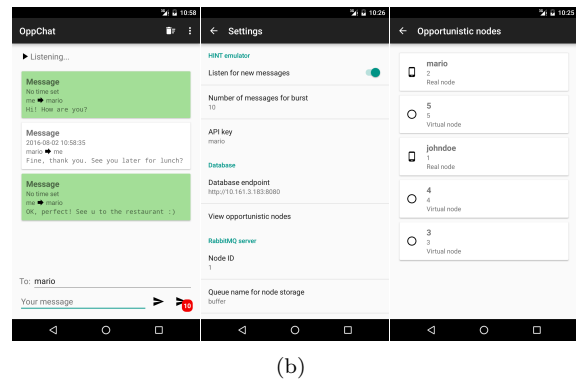 10:58
OppChat
Listening...
Message
No time set
me ➡ mario
Hi! How are you?
Message
2016-08-02 10:58:35
mario ➡ me
Fine, thank you. See you later for lunch?
Message
No time set
me ➡ mario
OK, perfect! See u to the restaurant :)
To: mario
Your message
10
10:26
Settings
HINT emulator
Listen for new messages
Number of messages for burst
10
API key
mario
Database
Database endpoint
http://10.161.3.183:8080
View opportunistic nodes
RabbitMQ server
Node ID
1
Queue name for node storage
buffer
10:25
Opportunistic nodes
mario
2
Real node
5
5
Virtual node
johndoe
1
Real node
4
4
Virtual node
3
3
Virtual node
(b)